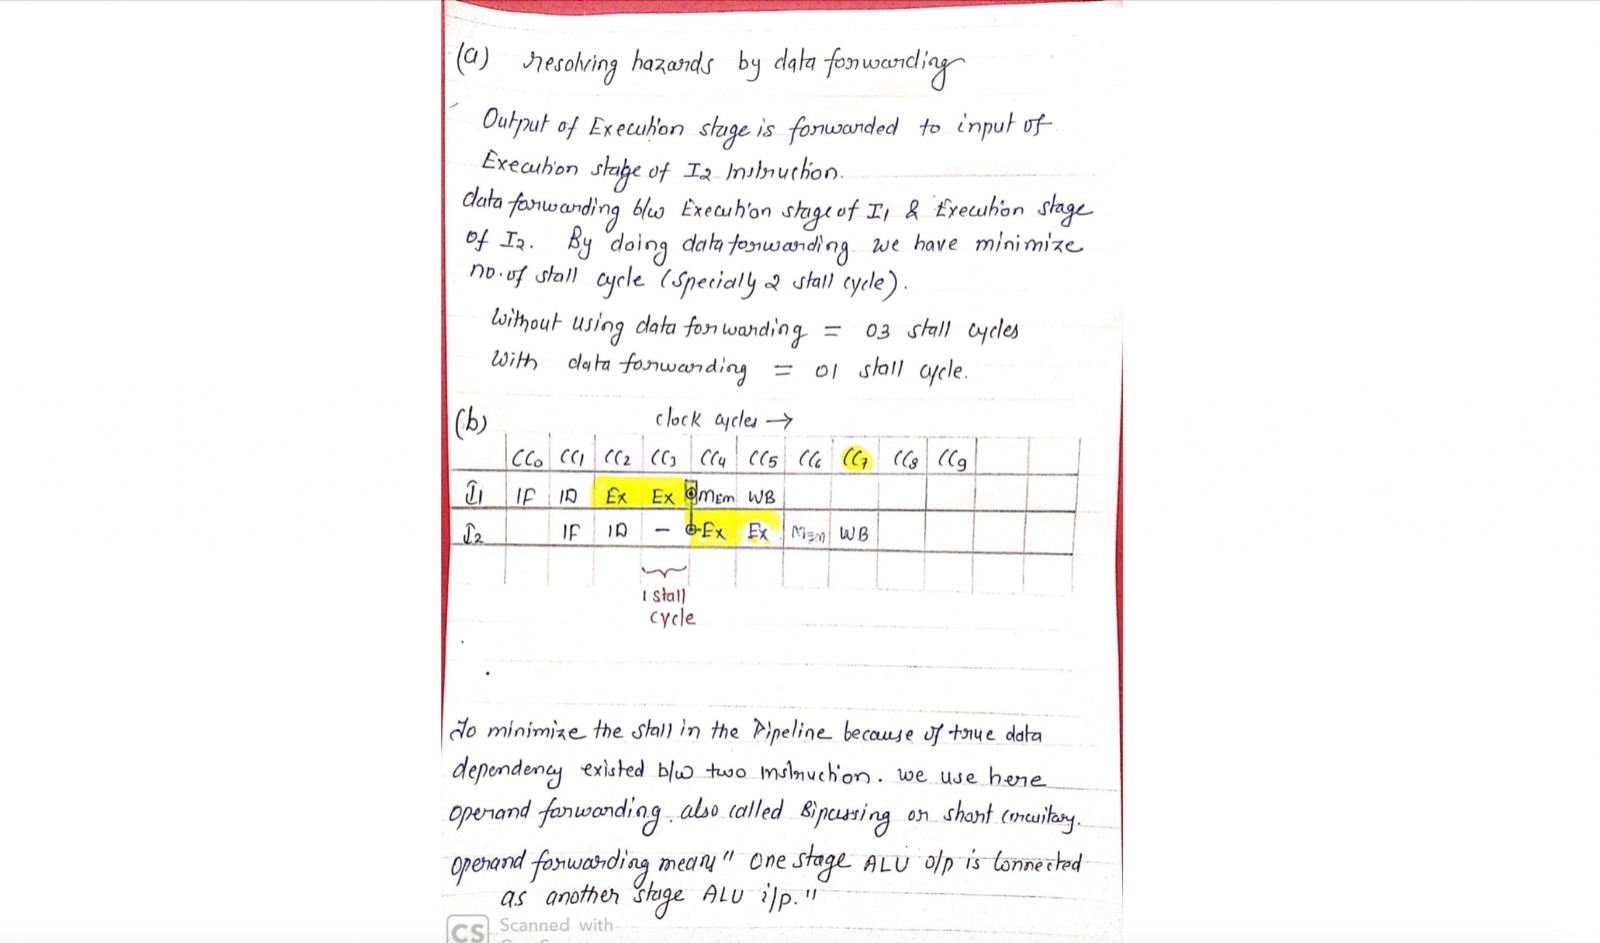 (a) resolving hazards by data forwarding
Output of Execution stage is forwarded to input of
Execution stage of I2 Instruction.
data forwarding b/w Execution stage of I1 & Execution stage
of I2. By doing data forwarding we have minimize
no. of stall cycle (Specially 2 stall cycle).
Without using data forwarding = 03 stall cycles
With data forwarding = 01 stall cycle.
(b) clock cycles →
CC0 CC1 CC2 CC3 CC4 CC5 CC6 CC7 CC8 CC9
I1 IF ID Ex Ex MEM WB
I2 IF ID - Ex Ex MEM WB
1 stall
cycle
To minimize the stall in the Pipeline because of true data
dependency existed b/w two instruction. we use here
operand forwarding. also called Bipassing or short circuitary.
operand forwarding means " one stage ALU o/p is connected
as another stage ALU i/p."
CS Scanned with